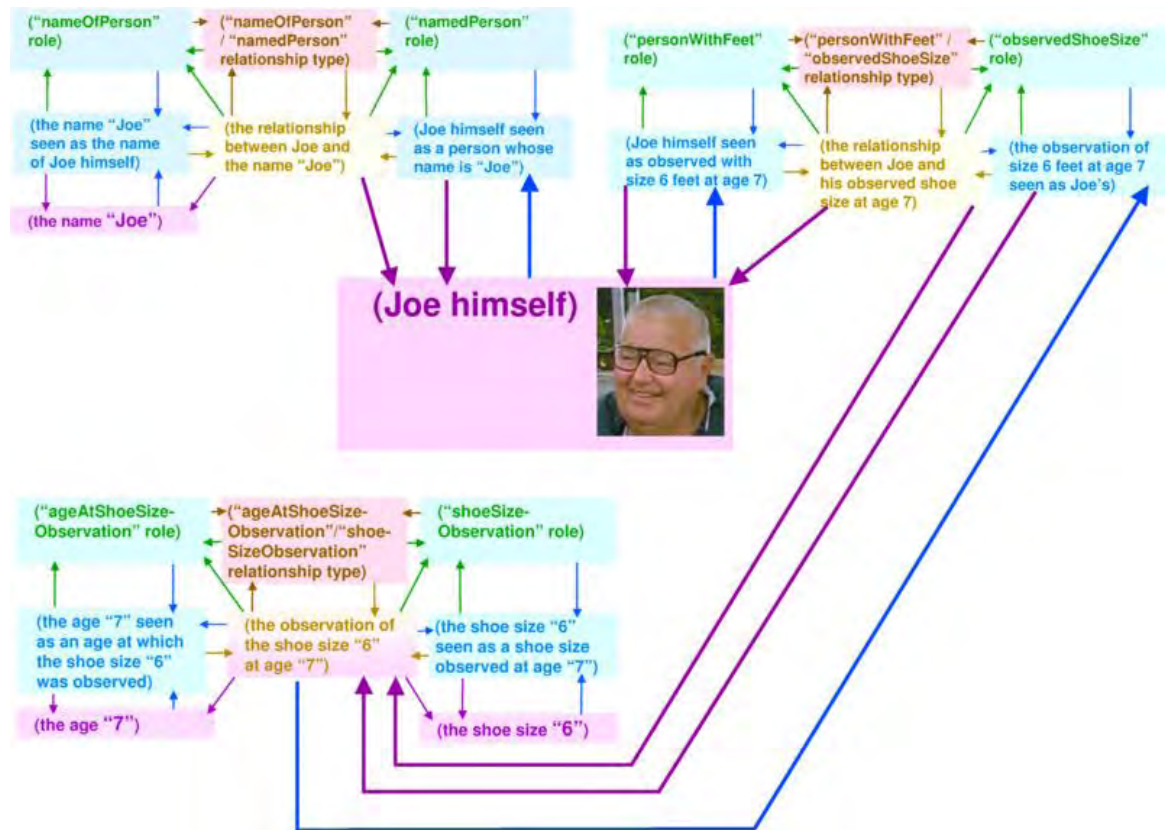 (“nameOfPerson”
role)
(“nameOfPerson”
/ “namedPerson”
relationship type)
(“namedPerson”
role)
(the name “Joe”
seen as the name
of Joe himself)
(the relationship
between Joe and
the name “Joe”)
(Joe himself seen
as a person whose
name is “Joe”)
(the name “Joe”)
(“personWithFeet”
role)
(“personWithFeet” /
“observedShoeSize”
relationship type)
(“observedShoeSize”
role)
(Joe himself seen
as observed with
size 6 feet at age 7)
(the relationship
between Joe and
his observed shoe
size at age 7)
(the observation of
size 6 feet at age 7
seen as Joe’s)
(Joe himself)
(“ageAtShoeSize-
Observation” role)
(“ageAtShoeSize-
Observation”/“shoe-
SizeObservation”
relationship type)
(“shoeSize-
Observation” role)
(the age “7” seen
as an age at which
the shoe size “6”
was observed)
(the observation of
the shoe size “6”
at age “7”)
(the shoe size “6”
seen as a shoe size
observed at age “7”)
(the age “7”)
(the shoe size “6”)